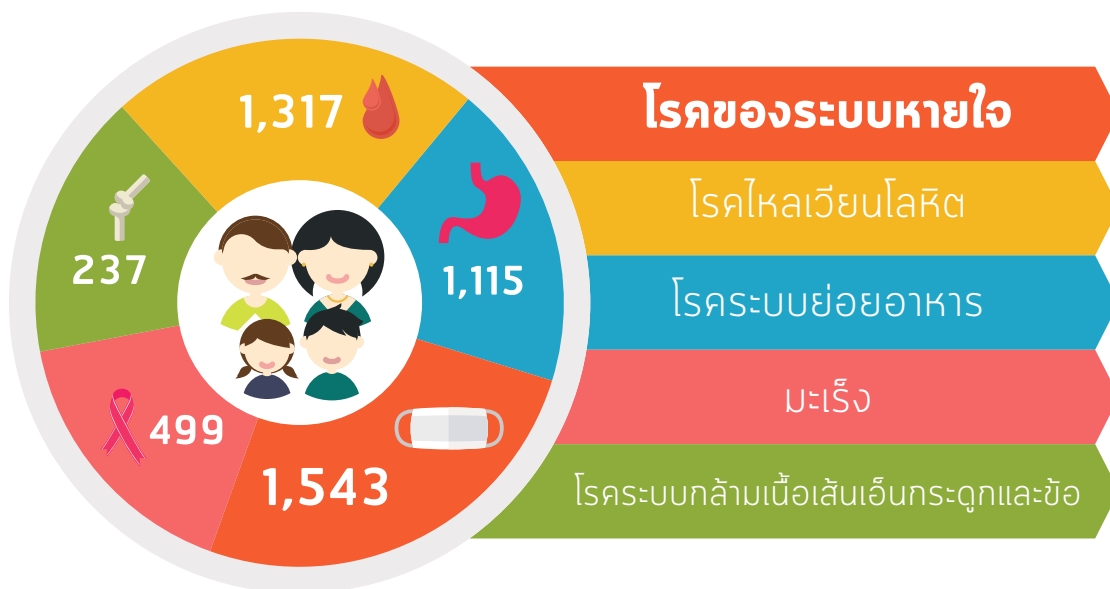 1,317
237
1,115
499
1,543
โรคของระบบหายใจ
โรคไหลเวียนโลหิต
โรคระบบย่อยอาหาร
มะเร็ง
โรคระบบกล้ามเนื้อเส้นเอ็นกระดูกและข้อ